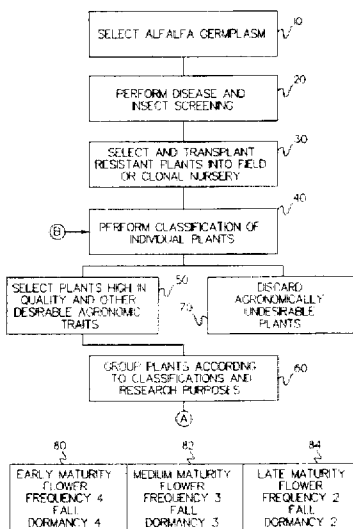 10
SELECT ALFALFA GERMPLASM
20
PERFORM DISEASE AND
INSECT SCREENING
30
SELECT AND TRANSPLANT
RESISTANT PLANTS INTO FIELD
OR CLONAL NURSERY
40
B
PERFORM CLASSIFICATION OF
INDIVIDUAL PLANTS
SELECT PLANTS HIGH IN
QUALITY AND OTHER
DESIRABLE AGRONOMIC
TRAITS
50
70
DISCARD
AGRONOMICALLY
UNDESIRABLE
PLANTS
GROUP PLANTS ACCORDING
TO CLASSIFICATIONS AND
RESEARCH PURPOSES
60
A
80
EARLY MATURITY
FLOWER
FREQUENCY 4
FALL
DORMANCY 4
82
MEDIUM MATURITY
FLOWER
FREQUENCY 3
FALL
DORMANCY 3
84
LATE MATURITY
FLOWER
FREQUENCY 2
FALL
DORMANCY 2